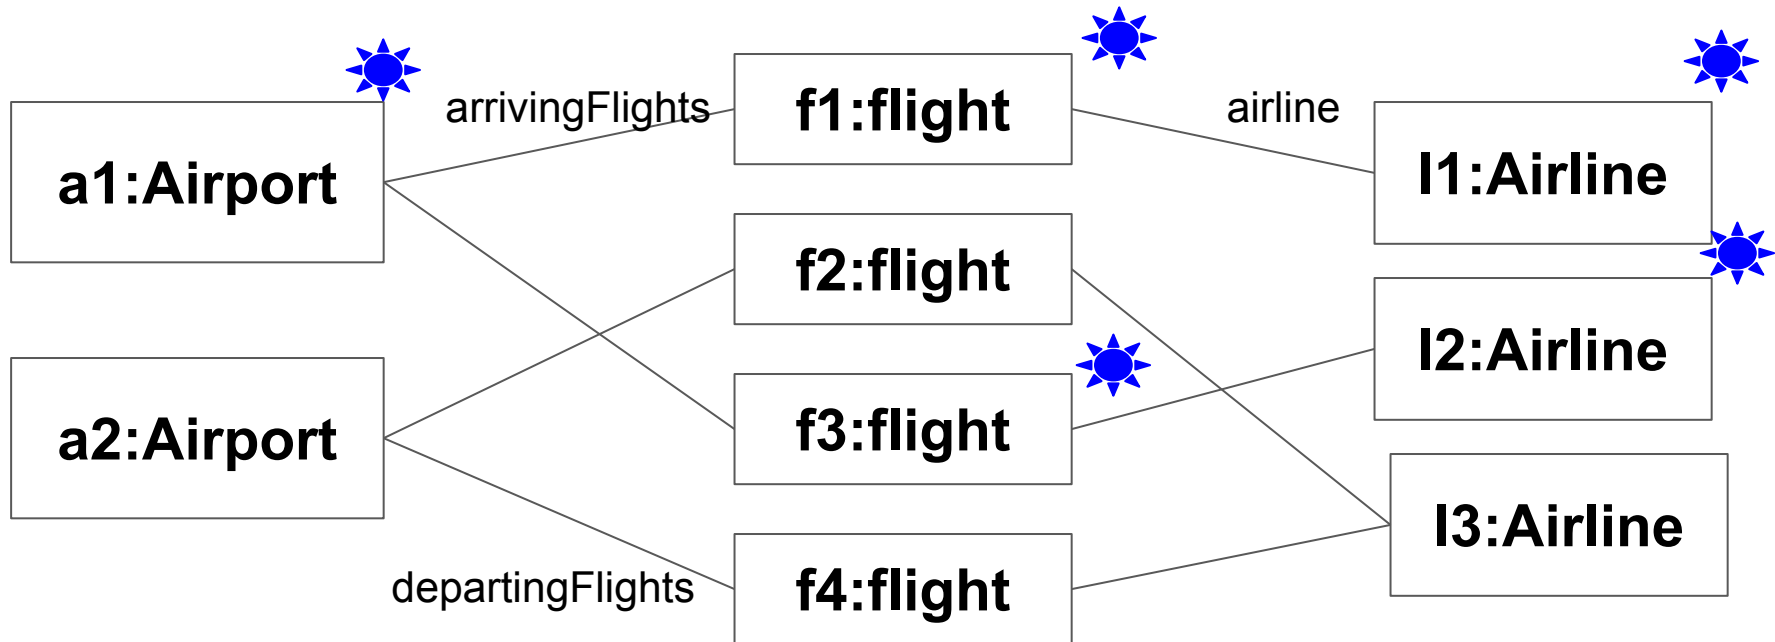 arrivingFlights
airline
a1:Airport
f1:flight
l1:Airline
f2:flight
l2:Airline
a2:Airport
f3:flight
l3:Airline
departingFlights
f4:flight